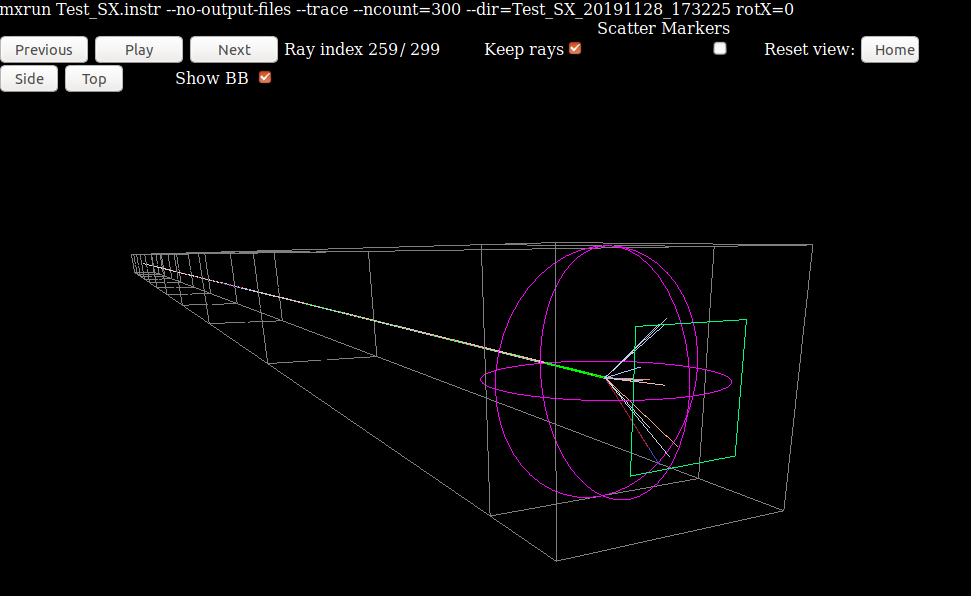 mxrun Test_SX.instr --no-output-files --trace --ncount=300 --dir=Test_SX_20191128_173225 rotX=0
Scatter Markers
Previous Play Next Ray index 259/ 299 Keep rays Reset view: Home
Side Top Show BB